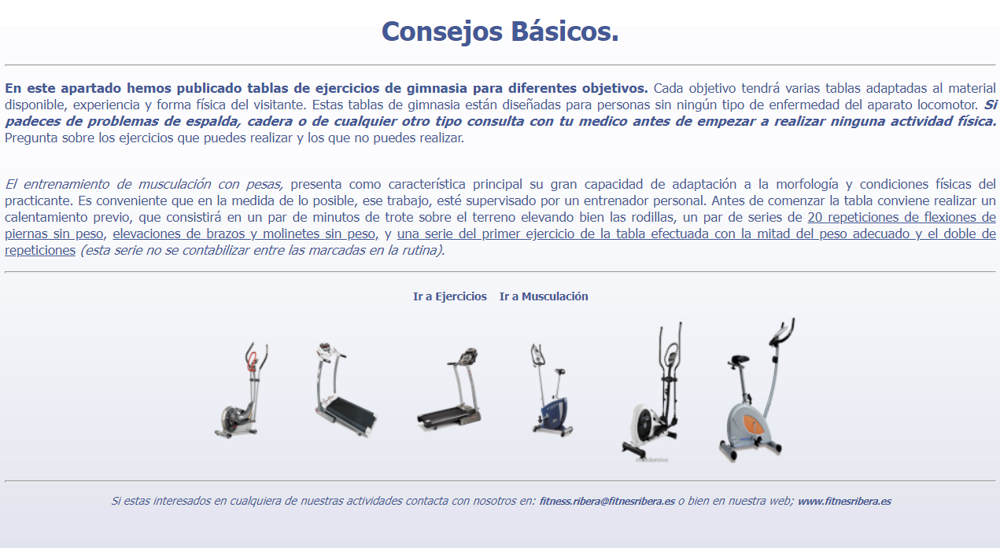 Consejos Básicos.
En este apartado hemos publicado tablas de ejercicios de gimnasia para diferentes objetivos. Cada objetivo tendrá varias tablas adaptadas al material
disponible, experiencia y forma física del visitante. Estas tablas de gimnasia están diseñadas para personas sin ningún tipo de enfermedad del aparato locomotor. Si
padeces de problemas de espalda, cadera o de cualquier otro tipo consulta con tu medico antes de empezar a realizar ninguna actividad física.
Pregunta sobre los ejercicios que puedes realizar y los que no puedes realizar.
El entrenamiento de musculación con pesas, presenta como característica principal su gran capacidad de adaptación a la morfología y condiciones físicas del
practicante. Es conveniente que en la medida de lo posible, ese trabajo, esté supervisado por un entrenador personal. Antes de comenzar la tabla conviene realizar un
calentamiento previo, que consistirá en un par de minutos de trote sobre el terreno elevando bien las rodillas, un par de series de 20 repeticiones de flexiones de
piernas sin peso, elevaciones de brazos y molinetes sin peso, y una serie del primer ejercicio de la tabla efectuada con la mitad del peso adecuado y el doble de
repeticiones (esta serie no se contabilizar entre las marcadas en la rutina).
Ir a Ejercicios Ir a Musculación
Si estas interesados en cualquiera de nuestras actividades contacta con nosotros en: fitness.ribera@fitnesribera.es o bien en nuestra web; www.fitnesribera.es